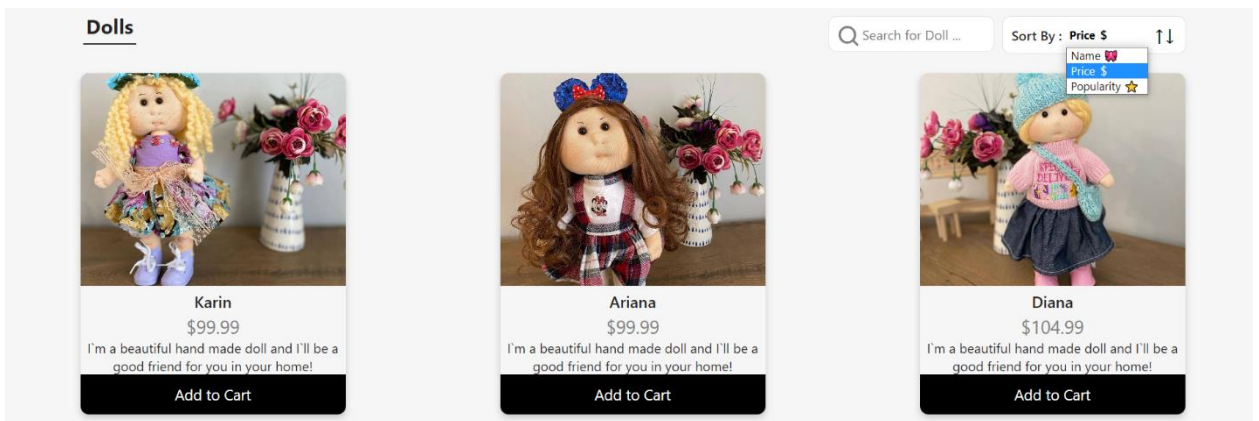 Dolls
Search for Doll ...
Sort By : Price $
Name 
Price $
Popularity ⭐
Karin
$99.99
I`m a beautiful hand made doll and I`ll be a
good friend for you in your home!
Add to Cart
Ariana
$99.99
I`m a beautiful hand made doll and I`ll be a
good friend for you in your home!
Add to Cart
Diana
$104.99
I`m a beautiful hand made doll and I`ll be a
good friend for you in your home!
Add to Cart